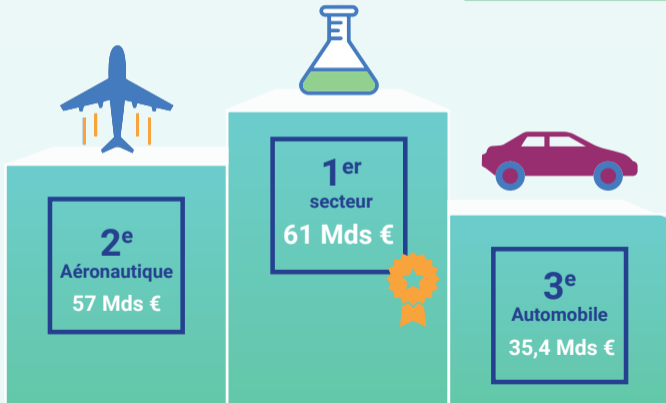 1er
secteur
61 Mds €
2e
Aéronautique
57 Mds €
3e
Automobile
35,4 Mds €